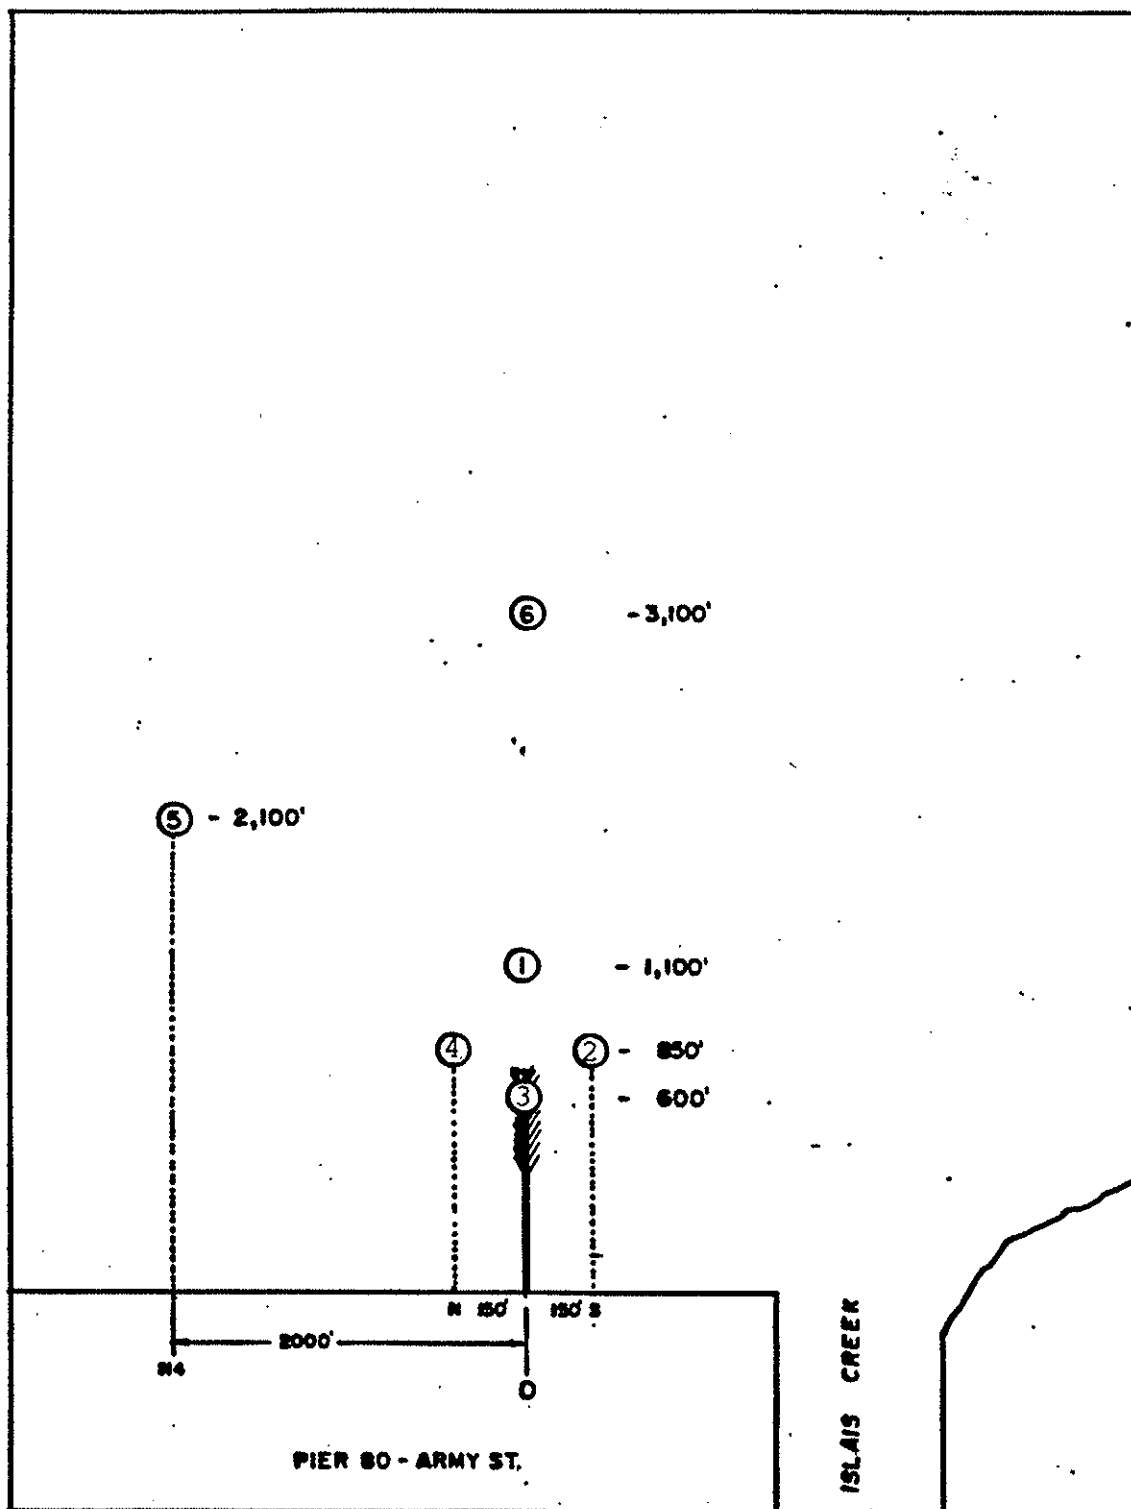 6 - 3,100'
5 - 2,100'
1 - 1,100'
4 2 - 850'
3 - 600'
N 150' 150' S
2000'
0
PIER 80 - ARMY ST.
ISLAIS CREEK